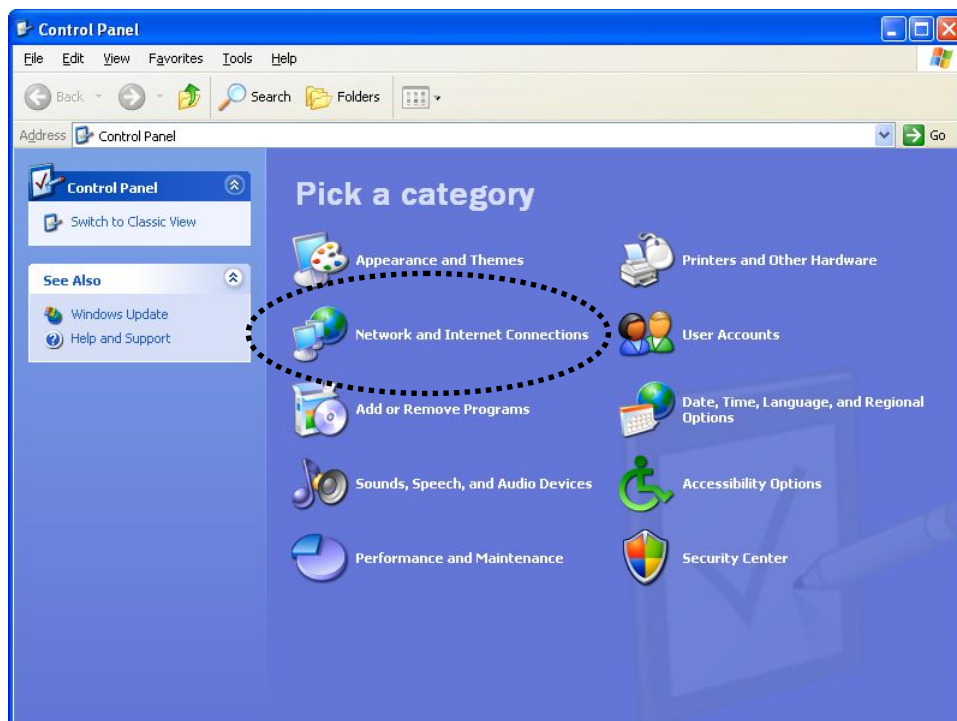 Control Panel
File Edit View Favorites Tools Help
Back Search Folders
Address Control Panel Go
Control Panel
Switch to Classic View
See Also
Windows Update
Help and Support
Pick a category
Appearance and Themes
Printers and Other Hardware
Network and Internet Connections
User Accounts
Add or Remove Programs
Date, Time, Language, and Regional
Options
Sounds, Speech, and Audio Devices
Accessibility Options
Performance and Maintenance
Security Center